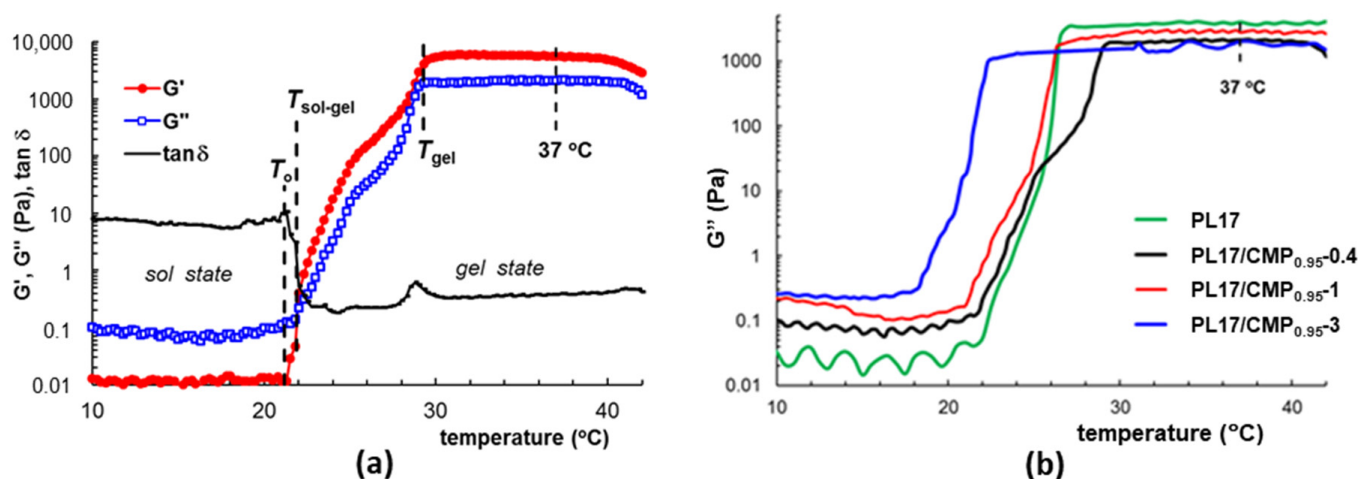 10,000
1000
100
10
1
0.1
0.01
G', G" (Pa), tan δ
G'
G"
tan δ
To
Tsol-gel
Tgel
37 °C
sol state
gel state
10
20
30
40
temperature (°C)
(a)
1000
100
10
1
0.1
0.01
G” (Pa)
37 °C
PL17
PL17/CMP0.95-0.4
PL17/CMP0.95-1
PL17/CMP0.95-3
10
20
30
40
temperature (°C)
(b)